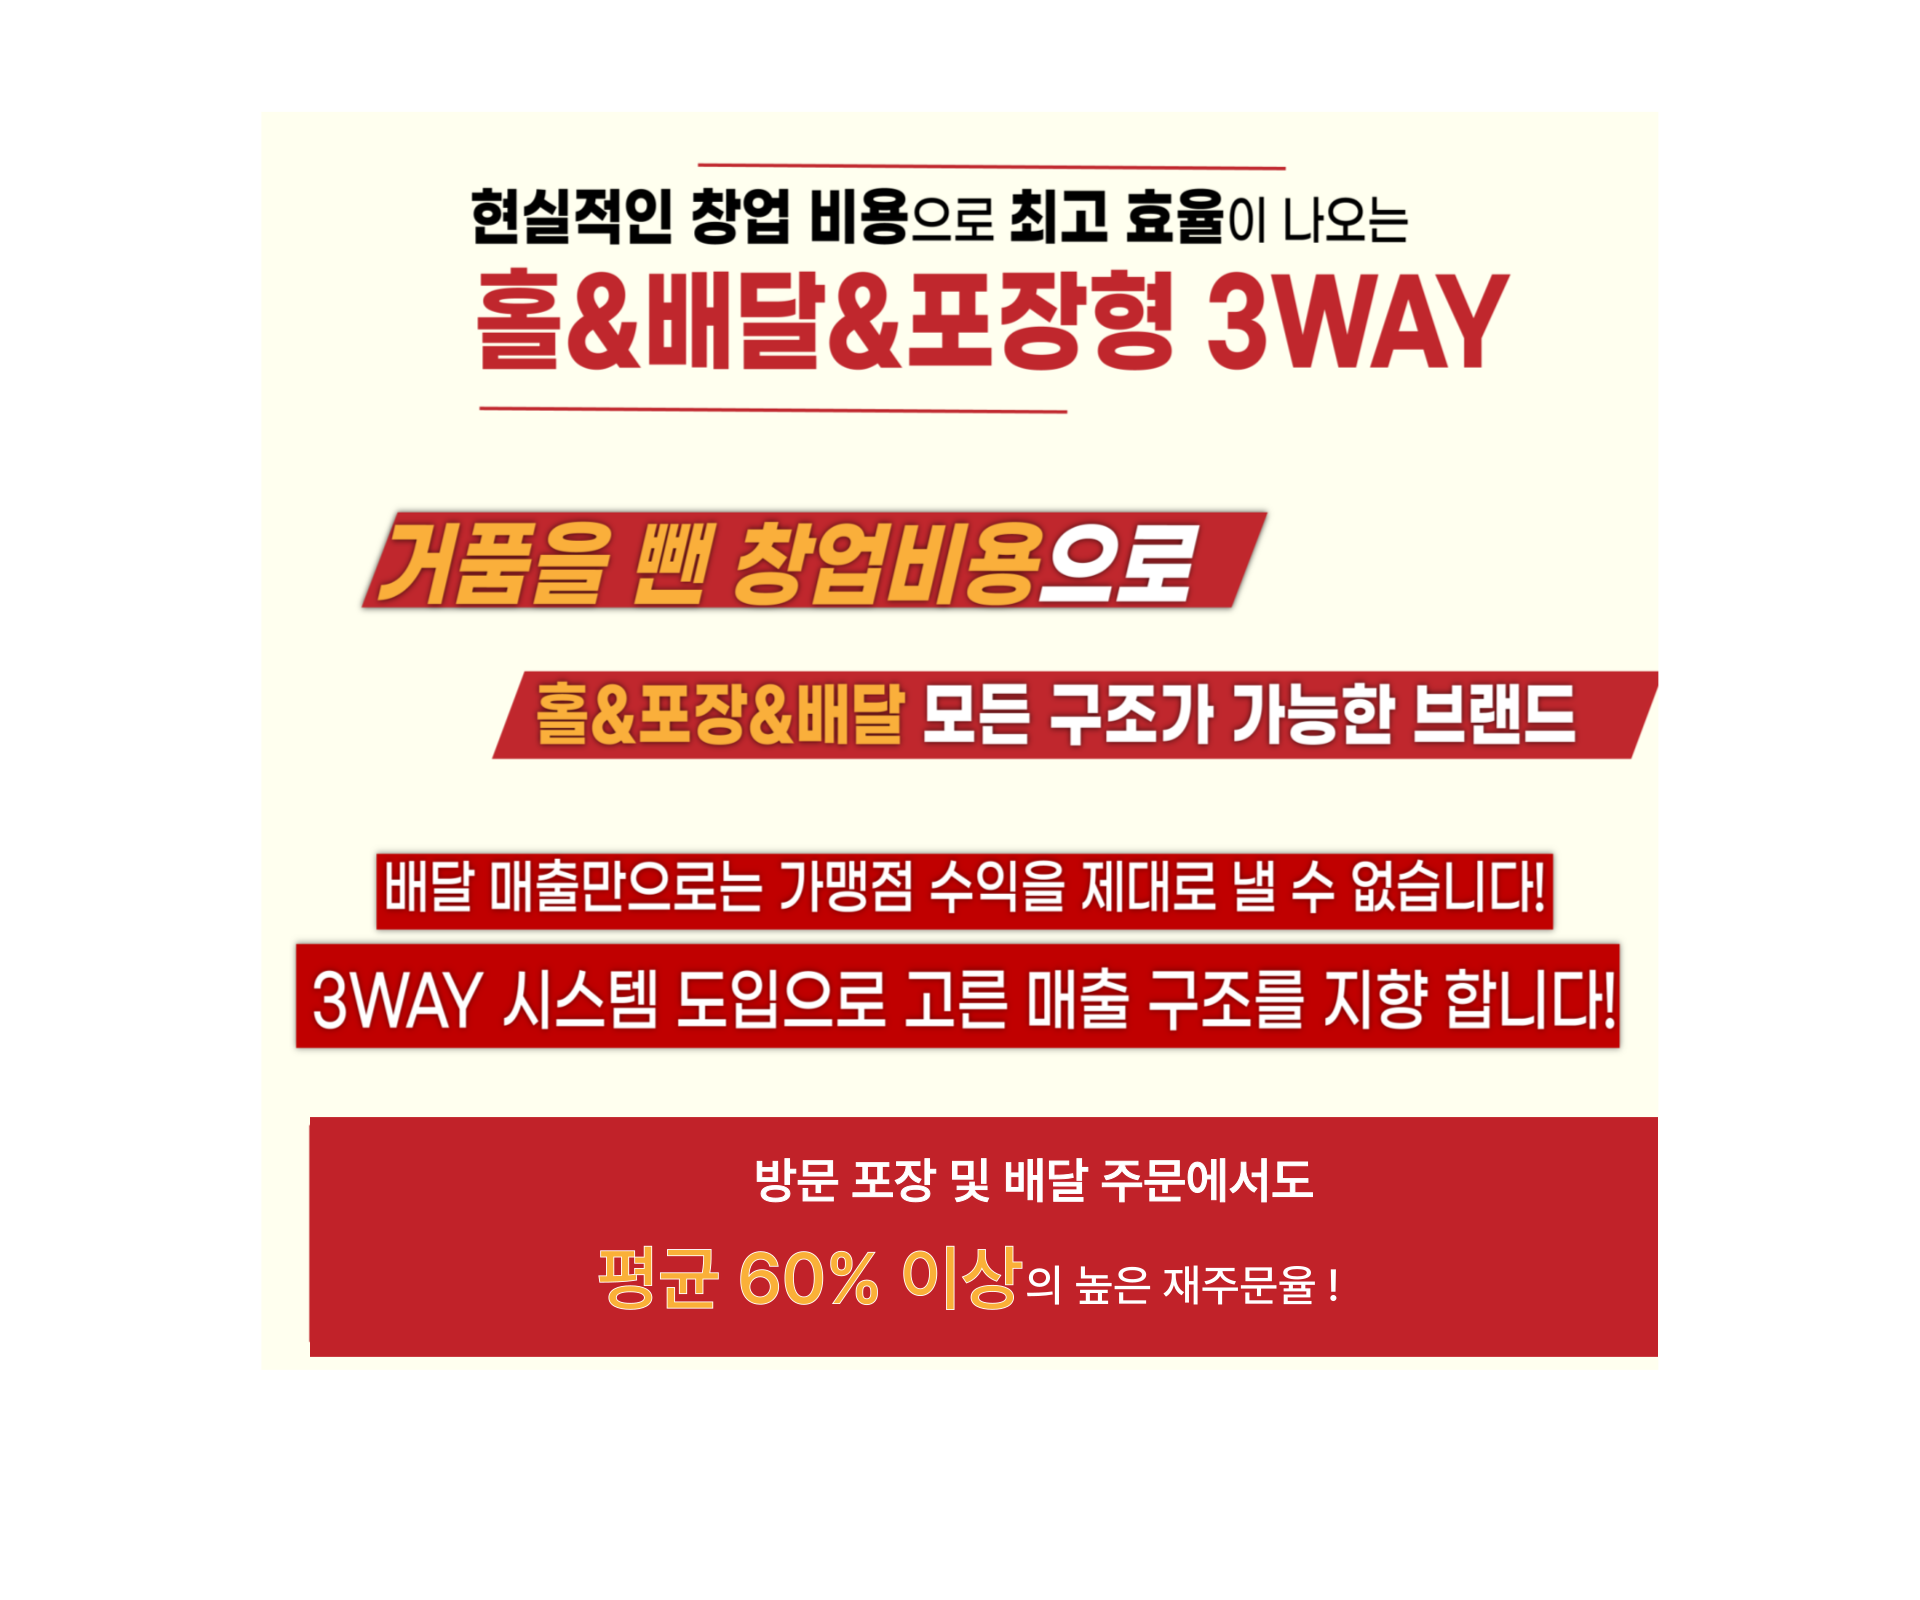 현실적인 창업 비용으로 최고 효율이 나오는
홀&배달&포장형 3WAY
거품을 뺀 창업비용으로
홀&포장&배달 모든 구조가 가능한 브랜드
배달 매출만으로는 가맹점 수익을 제대로 낼 수 없습니다!
3WAY 시스템 도입으로 고른 매출 구조를 지향 합니다!
방문 포장 및 배달 주문에서도
평균 60% 이상의 높은 재주문율 !